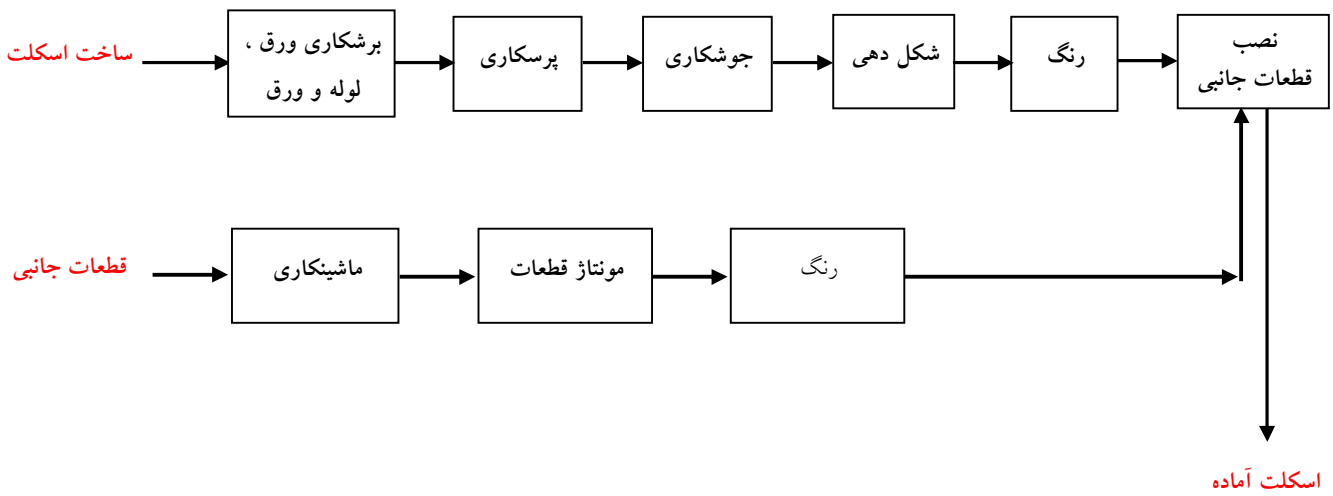 ساخت اسکلت
برشکاری ورق ،
لوله و ورق
پرسکاری
جوشکاری
شکل دهی
رنگ
نصب
قطعات جانبی
قطعات جانبی
ماشینکاری
مونتاژ قطعات
رنگ
اسکلت آماده